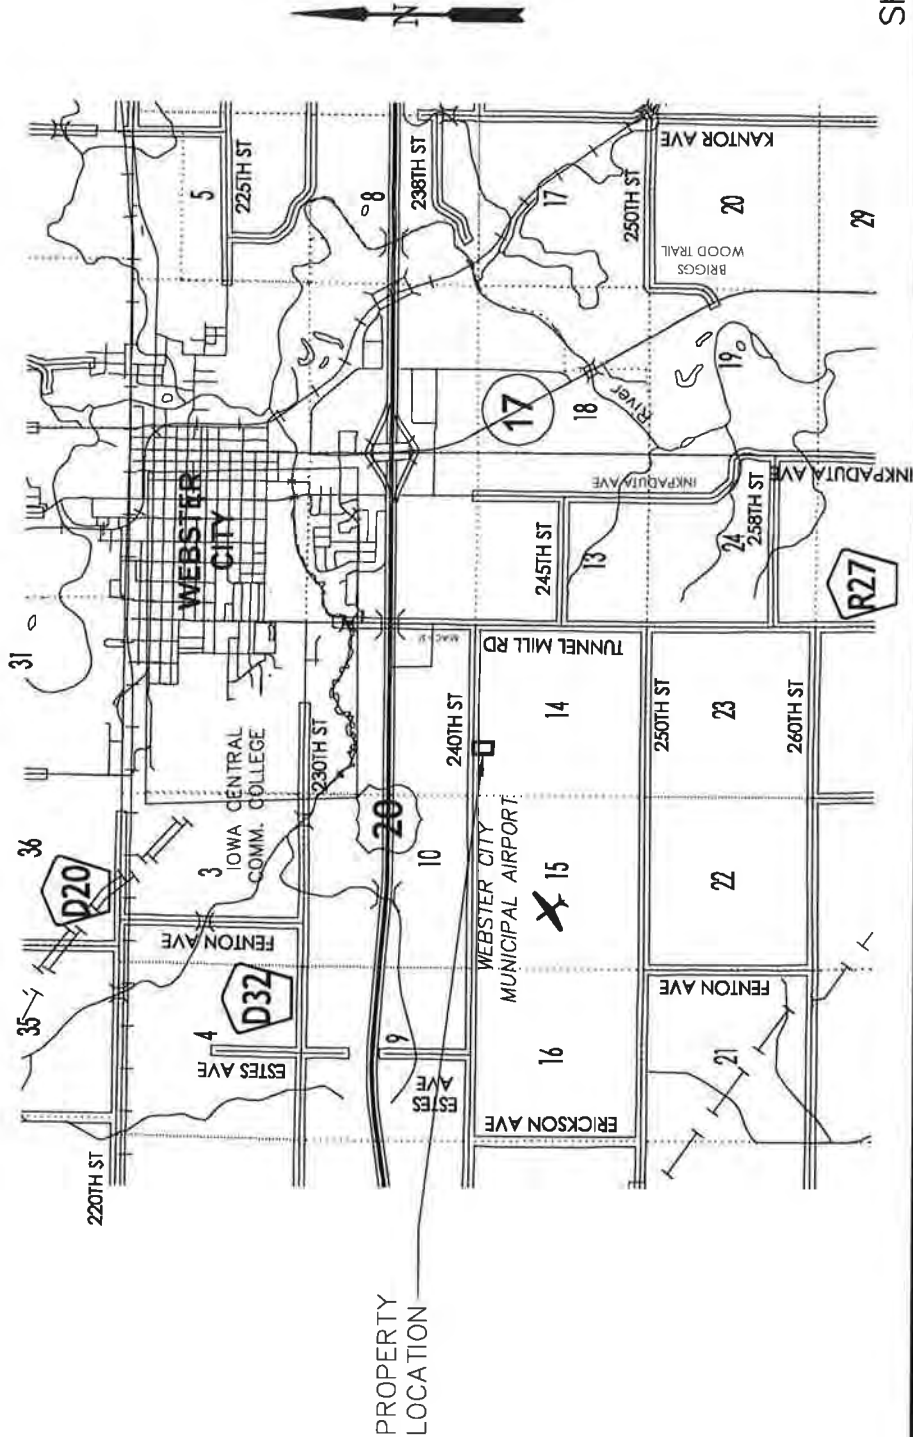 N
SH
31
36
35
D20
3
IOWA CENTRAL
COMM. COLLEGE
WEBSTER
CITY
5
225TH ST
220TH ST
4
D32
FENTON AVE
ESTES AVE
230TH ST
20
8
238TH ST
9
ESTES
AVE
10
240TH ST
PROPERTY
LOCATION
WEBSTER CITY
MUNICIPAL AIRPORT
16
15
14
ERICKSON AVE
TUNNEL MILL RD
245TH ST
13
INKPADUTA AVE
17
18
River
17
250TH ST
KANTOR AVE
20
BRIGGS
WOOD TRAIL
29
19
24
258TH ST
INKPADUTA AVE
R27
250TH ST
23
260TH ST
22
FENTON AVE
21